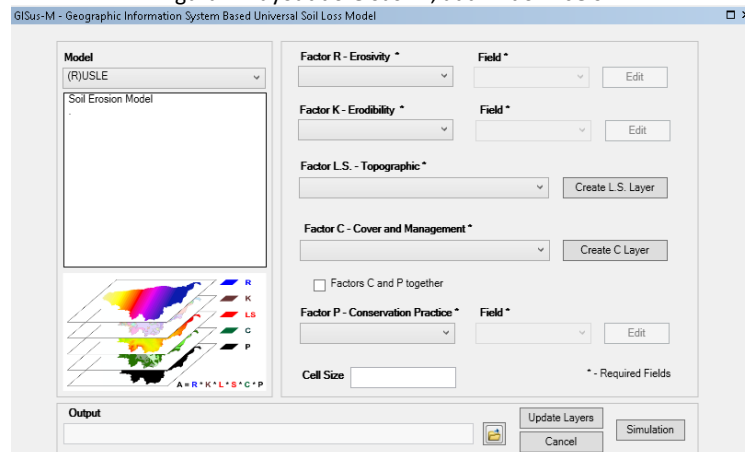 GISus-M - Geographic Information System Based Universal Soil Loss Model
Model
(R)USLE
Soil Erosion Model
.
R
K
LS
C
P
A = R * K * L * S * C * P
Factor R - Erosivity *
Field *
Edit
Factor K - Erodibility *
Field *
Edit
Factor L.S. - Topographic *
Create L.S. Layer
Factor C - Cover and Management *
Create C Layer
Factors C and P together
Factor P - Conservation Practice *
Field *
Edit
Cell Size
* - Required Fields
Output
Update Layers
Cancel
Simulation